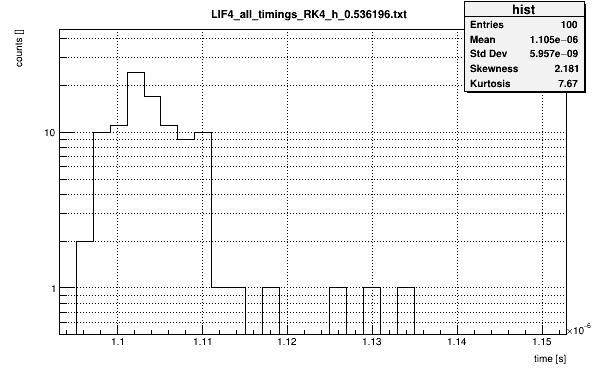 LIF4_all_timings_RK4_h_0.536196.txt
hist
Entries 100
Mean 1.105e−06
Std Dev 5.957e−09
Skewness 2.181
Kurtosis 7.67
counts []
10
1
1.1 1.11 1.12 1.13 1.14 1.15
×10⁻⁶
time [s]